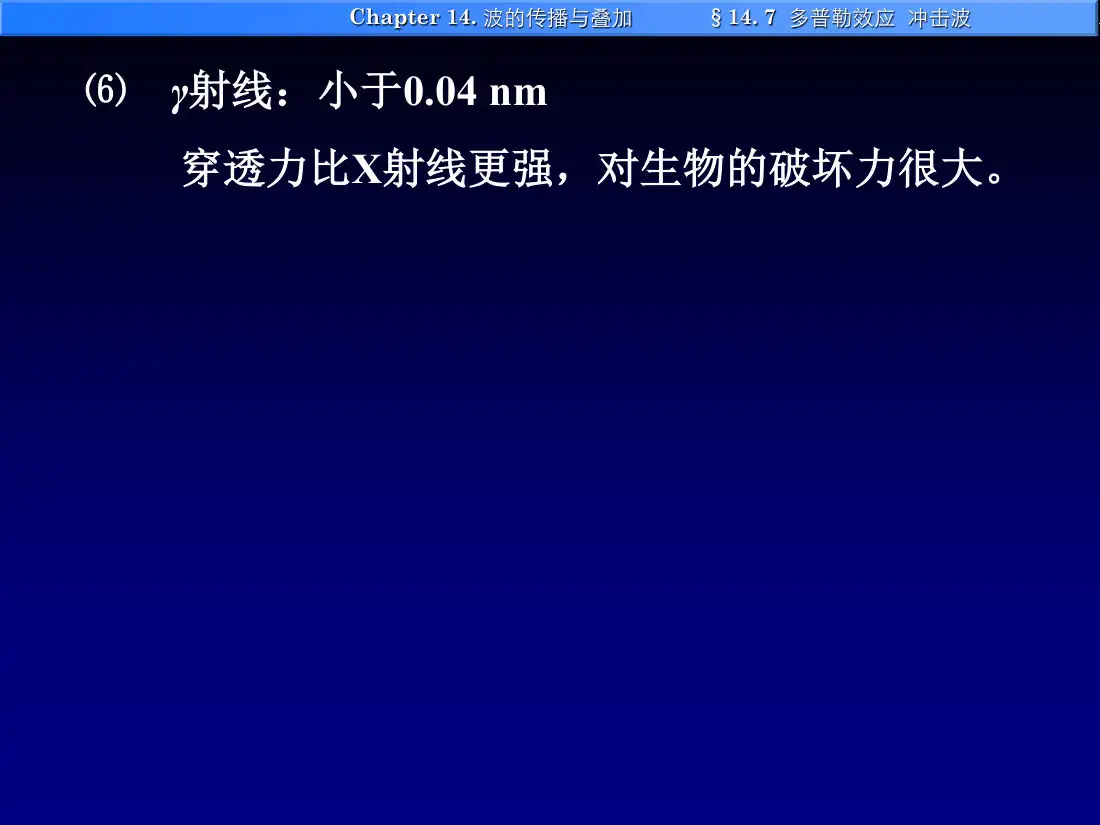 Chapter 14. 波的传播与叠加 § 14. 7 多普勒效应 冲击波
⑹ γ射线：小于0.04 nm
穿透力比X射线更强，对生物的破坏力很大。